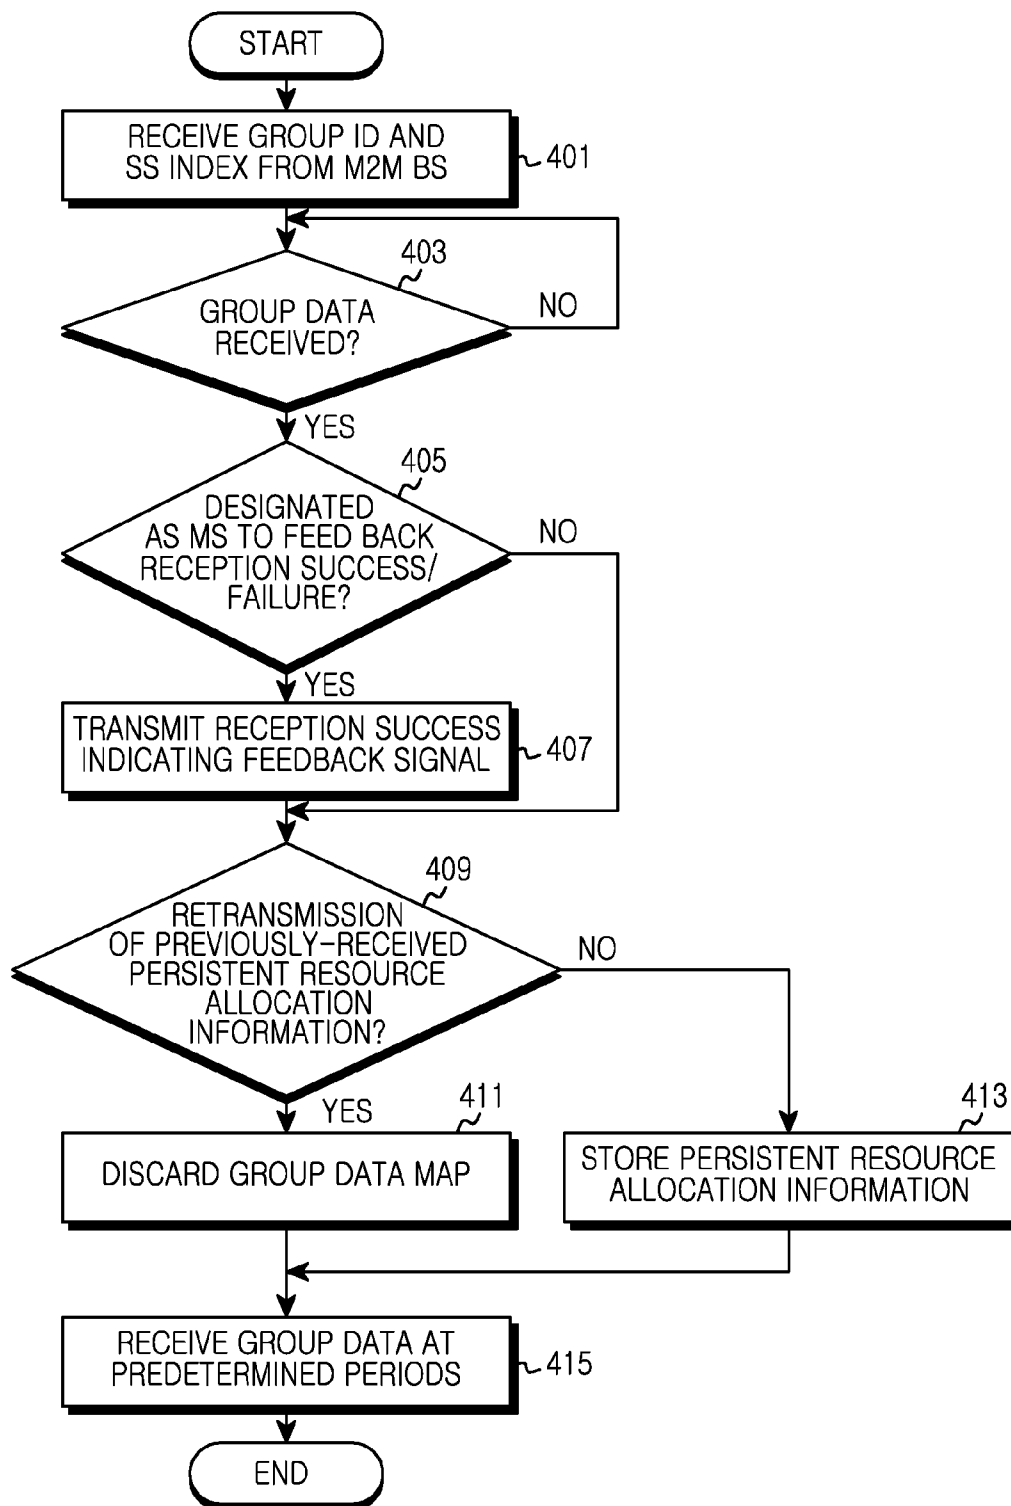 START
RECEIVE GROUP ID AND
SS INDEX FROM M2M BS
401
403
GROUP DATA
RECEIVED?
NO
YES
405
DESIGNATED
AS MS TO FEED BACK
RECEPTION SUCCESS/
FAILURE?
NO
YES
TRANSMIT RECEPTION SUCCESS
INDICATING FEEDBACK SIGNAL
407
409
RETRANSMISSION
OF PREVIOUSLY-RECEIVED
PERSISTENT RESOURCE
ALLOCATION
INFORMATION?
NO
YES
411
DISCARD GROUP DATA MAP
413
STORE PERSISTENT RESOURCE
ALLOCATION INFORMATION
RECEIVE GROUP DATA AT
PREDETERMINED PERIODS
415
END